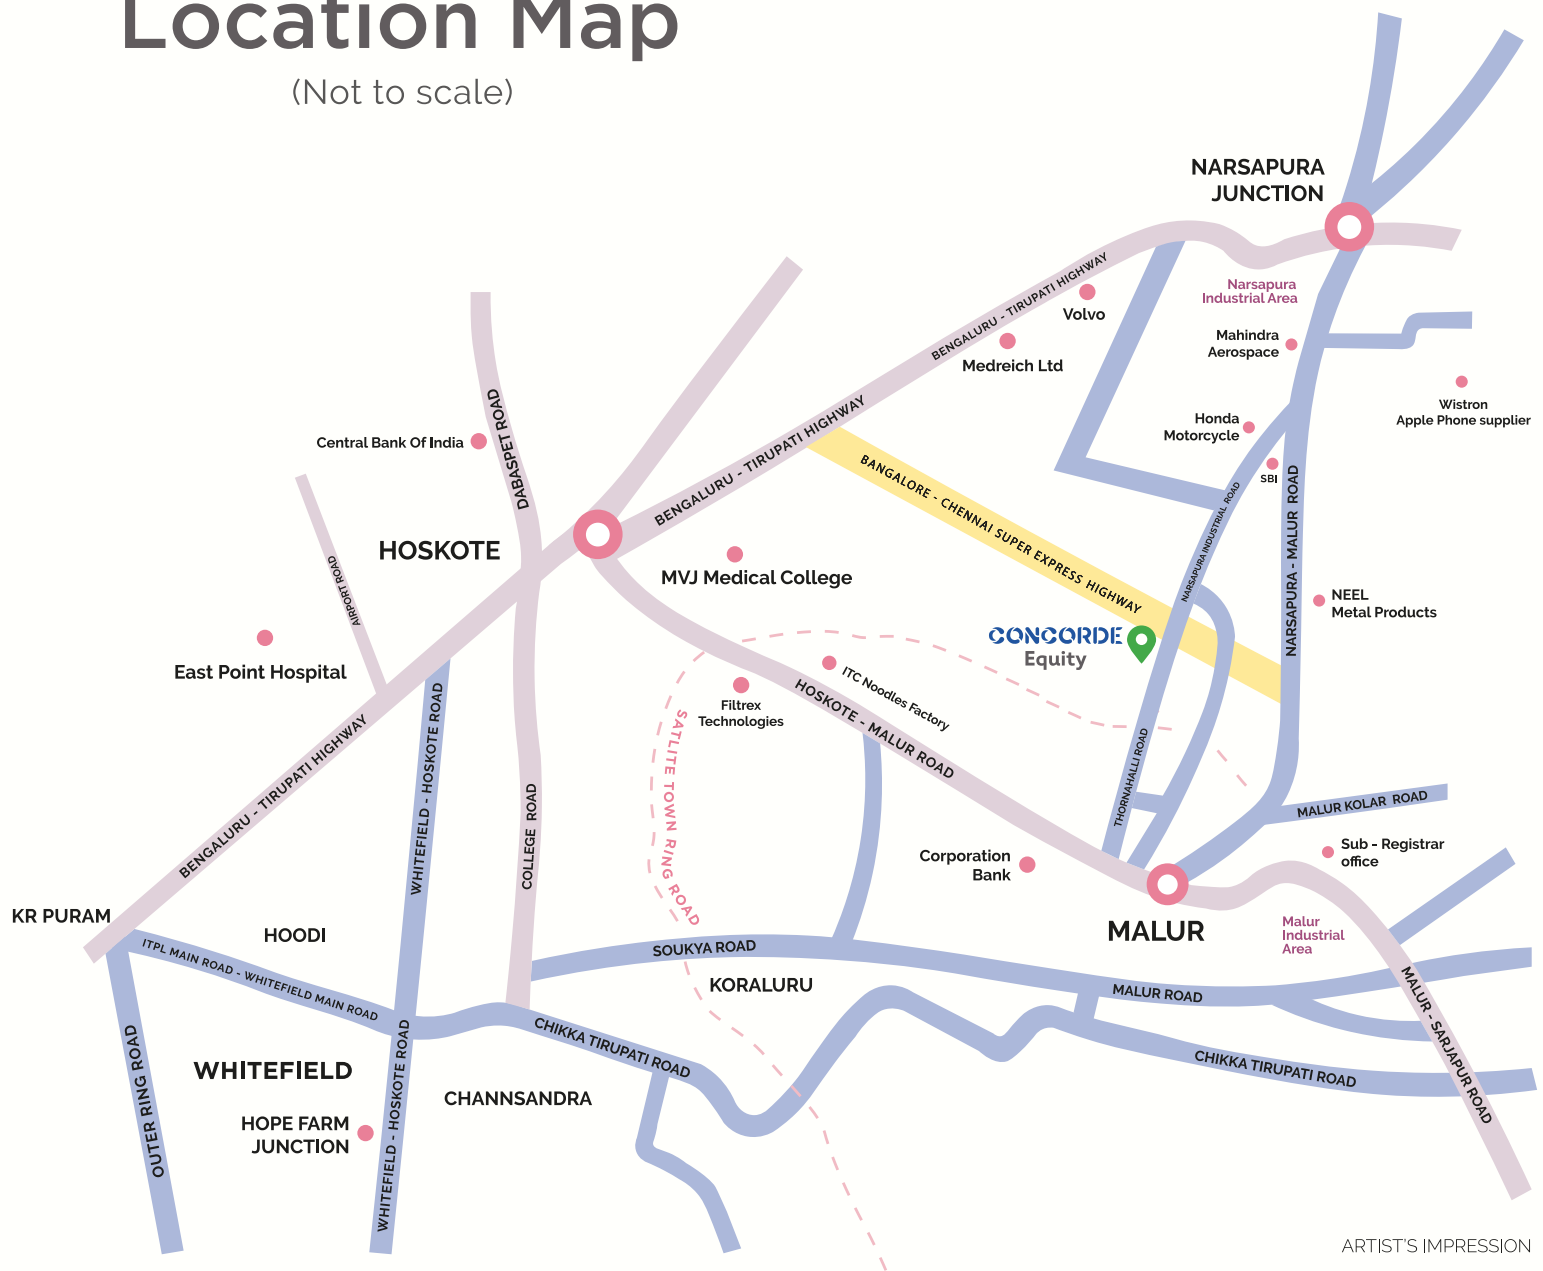 Location Map
(Not to scale)
NARSAPURA
JUNCTION
BENGALURU - TIRUPATI HIGHWAY
Narsapura
Industrial Area
Volvo
Medreich Ltd
Mahindra
Aerospace
Wistron
Apple Phone supplier
Honda
Motorcycle
SBI
DABASPET ROAD
Central Bank Of India
BENGALURU - TIRUPATI HIGHWAY
BANGALORE - CHENNAI SUPER EXPRESS HIGHWAY
NARSAPURA INDUSTRIAL ROAD
NARSAPURA - MALUR ROAD
HOSKOTE
AIRPORT ROAD
MVJ Medical College
NEEL
Metal Products
CONCORDE
Equity
East Point Hospital
ITC Noodles Factory
Filtrex
Technologies
HOSKOTE - MALUR ROAD
SATLITE TOWN RING ROAD
BENGALURU - TIRUPATI HIGHWAY
WHITEFIELD - HOSKOTE ROAD
COLLEGE ROAD
THORNAHALLI ROAD
MALUR KOLAR ROAD
Sub - Registrar
office
Corporation
Bank
KR PURAM
HOODI
MALUR
Malur
Industrial
Area
ITPL MAIN ROAD - WHITEFIELD MAIN ROAD
SOUKYA ROAD
KORALURU
MALUR ROAD
MALUR - SARJAPUR ROAD
CHIKKA TIRUPATI ROAD
CHIKKA TIRUPATI ROAD
OUTER RING ROAD
WHITEFIELD
WHITEFIELD - HOSKOTE ROAD
CHANNSANDRA
HOPE FARM
JUNCTION
ARTIST'S IMPRESSION